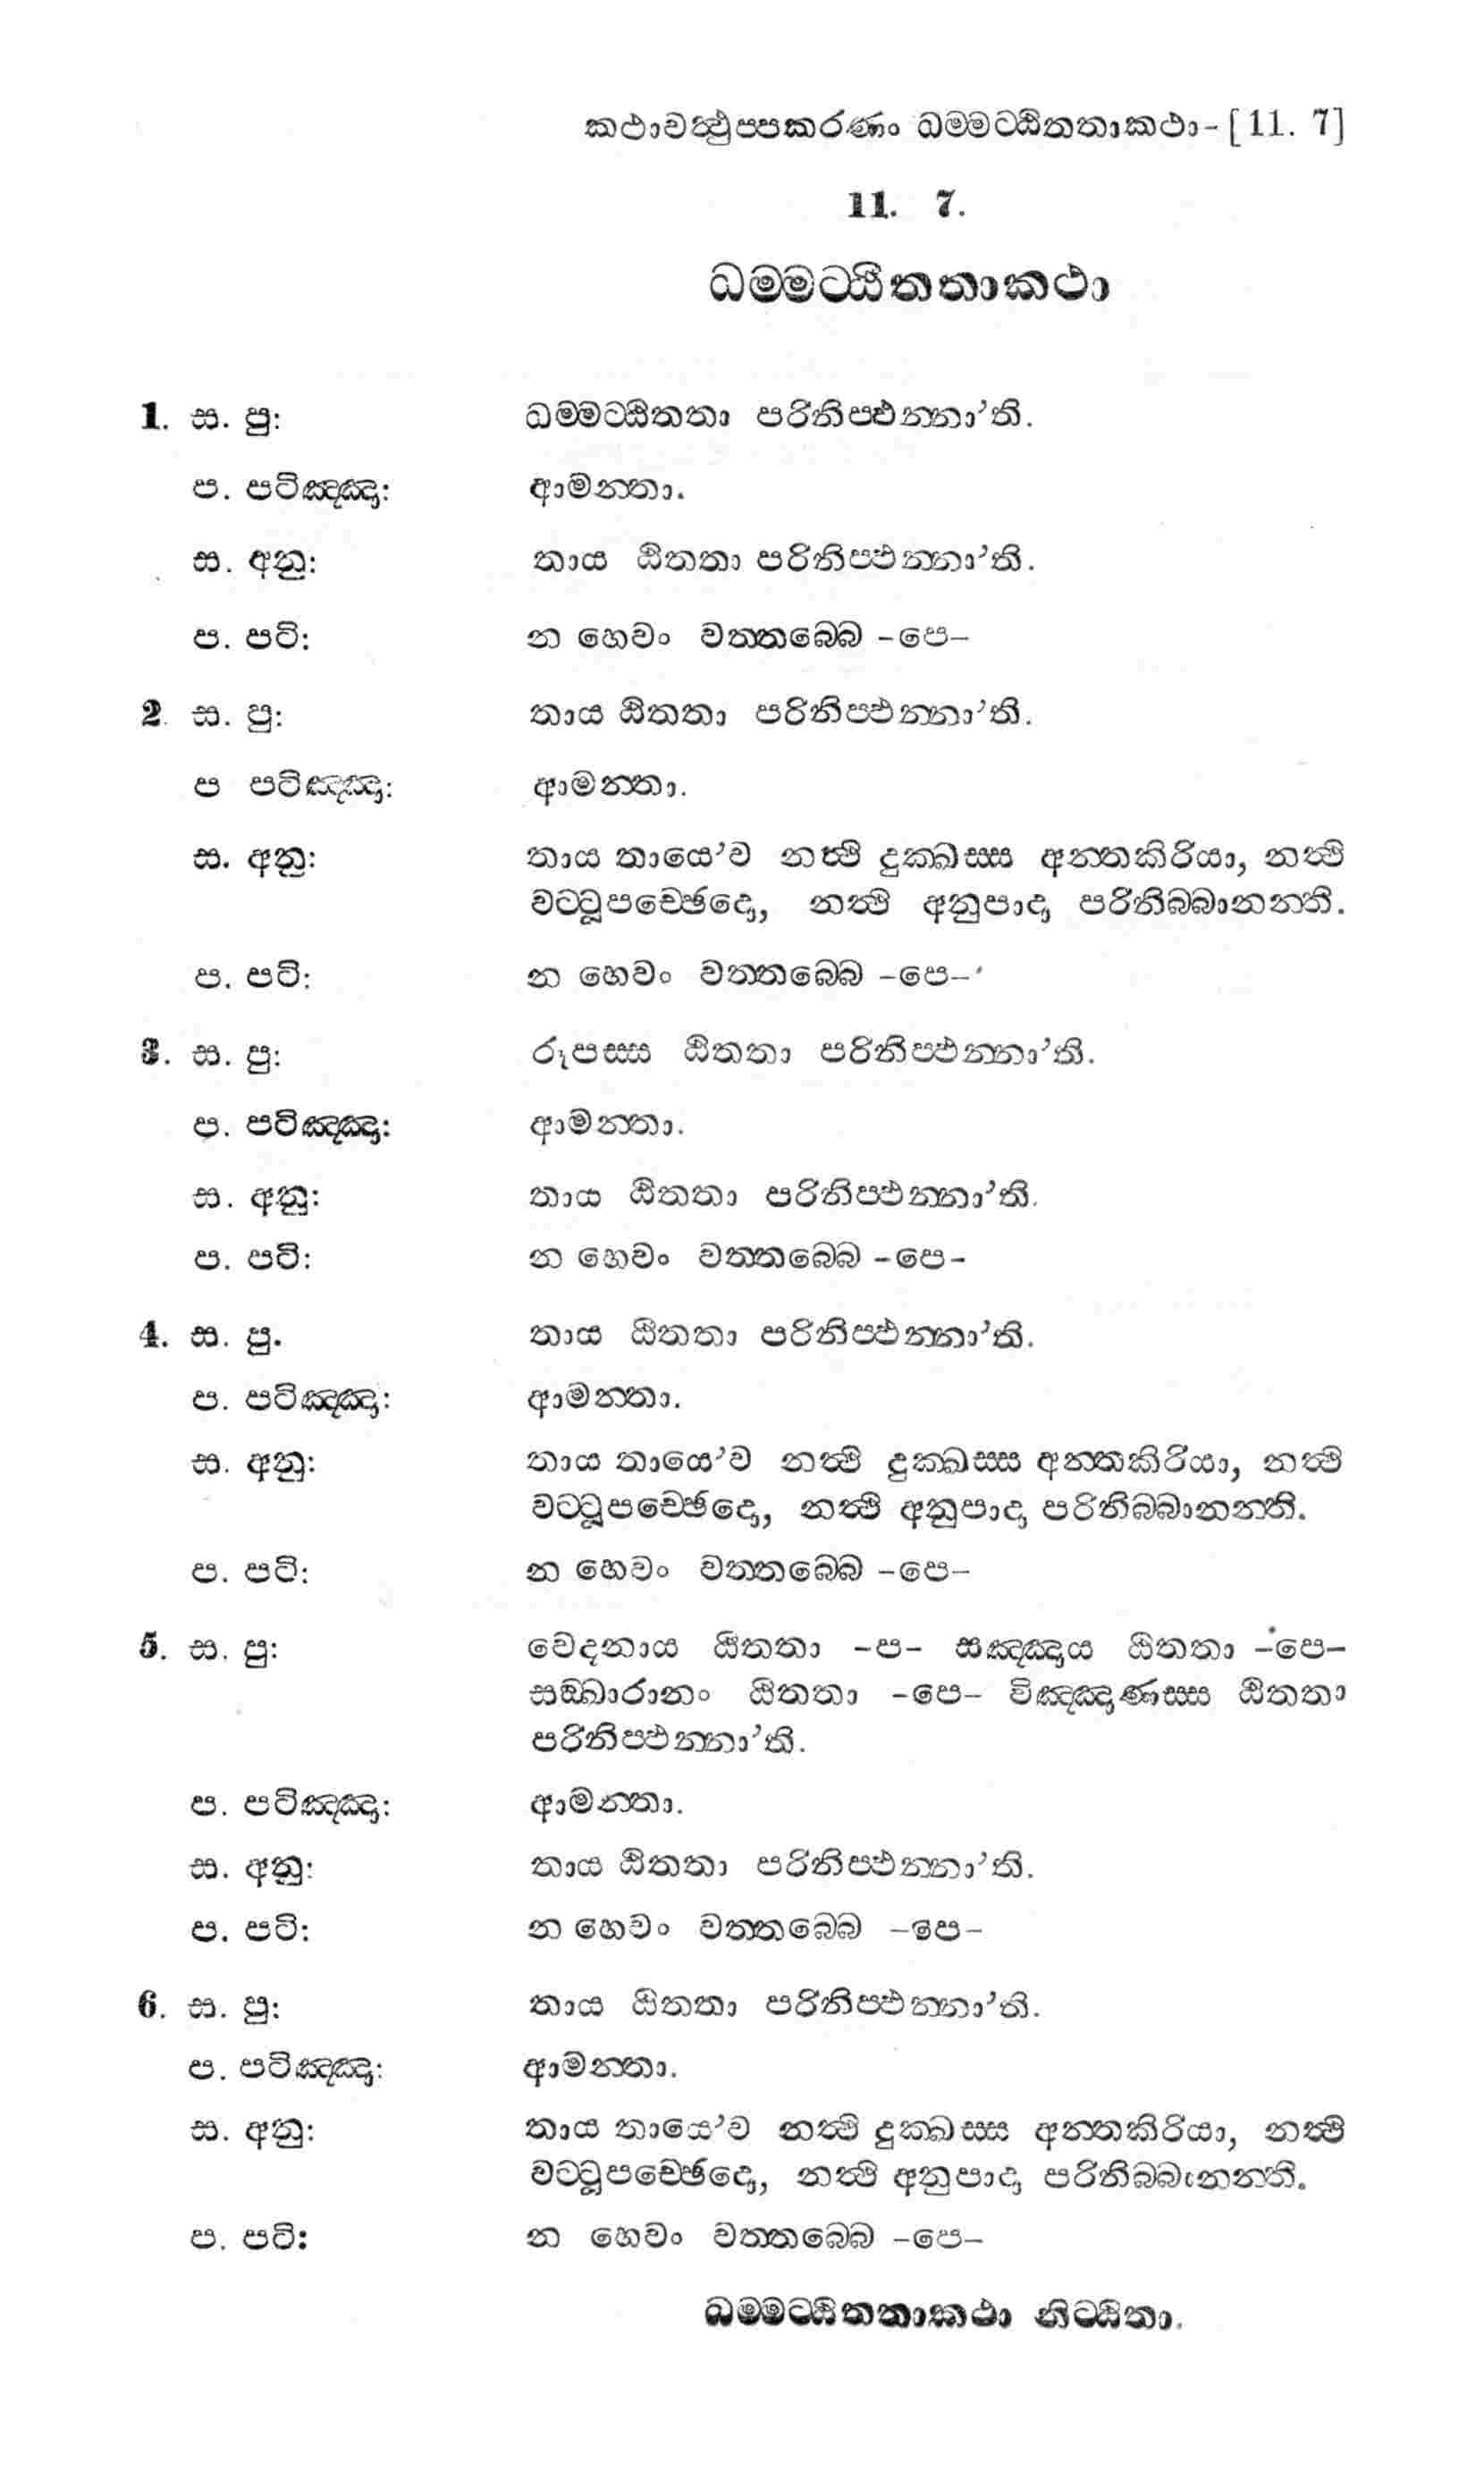 කථාවත්‍ථුප්පකරණං ධම්මට්ඨිතතාකථා-[11. 7]
11. 7.
ධම්මට්ඨිතතාකථා
1. ස. පු: ධම්මට්ඨිතතා පරිනිප්ඵන්නා’ති.
ප. පටිඤ්ඤා: ආමන්තා.
ස. අනු: තාය ඨිතතා පරිනිප්ඵන්නා’ති.
ප. පටි: න හෙවං වත්තබ්බෙ -පෙ-
2. ස. පු: තාය ඨිතතා පරිනිප්ඵන්නා’ති.
ප පටිඤ්ඤා: ආමන්තා.
ස. අනු: තාය තායෙ’ව නත්‍ථි දුක්ඛස්ස අන්තකිරියා, නත්‍ථි
වට්ටූපච්ඡෙදො, නත්‍ථි අනුපාදා පරිනිබ්බානන්ති.
ප. පටි: න හෙවං වත්තබ්බෙ -පෙ-
3. ස. පු: රූපස්ස ඨිතතා පරිනිප්ඵන්නා’ති.
ප. පටිඤ්ඤා: ආමන්තා.
ස. අනු: තාය ඨිතතා පරිනිප්ඵන්නා’ති.
ප. පටි: න හෙවං වත්තබ්බෙ -පෙ-
4. ස. පු. තාය ඨිතතා පරිනිප්ඵන්නා’ති.
ප. පටිඤ්ඤා: ආමන්තා.
ස. අනු: තාය තායෙ’ව නත්‍ථි දුක්ඛස්ස අන්තකිරියා, නත්‍ථි
වට්ටූපච්ඡෙදො, නත්‍ථි අනුපාදා පරිනිබ්බානන්ති.
ප. පටි: න හෙවං වත්තබ්බෙ -පෙ-
5. ස. පු: වෙදනාය ඨිතතා -ප- සඤ්ඤාය ඨිතතා -පෙ-
සඞ්ඛාරානං ඨිතතා -පෙ- විඤ්ඤාණස්ස ඨිතතා
පරිනිප්ඵන්නා’ති.
ප. පටිඤ්ඤා: ආමන්තා.
ස. අනු: තාය ඨිතතා පරිනිප්ඵන්නා’ති.
ප. පටි: න හෙවං වත්තබ්බෙ -පෙ-
6. ස. පු: තාය ඨිතතා පරිනිප්ඵන්නා’ති.
ප. පටිඤ්ඤා: ආමන්තා.
ස. අනු: තාය තායෙ’ව නත්‍ථි දුක්ඛස්ස අන්තකිරියා, නත්‍ථි
වට්ටූපච්ඡෙදො, නත්‍ථි අනුපාදා පරිනිබ්බානන්ති.
ප. පටි: න හෙවං වත්තබ්බෙ -පෙ-
ධම්මට්ඨිතතාකථා නිට්ඨිතා.